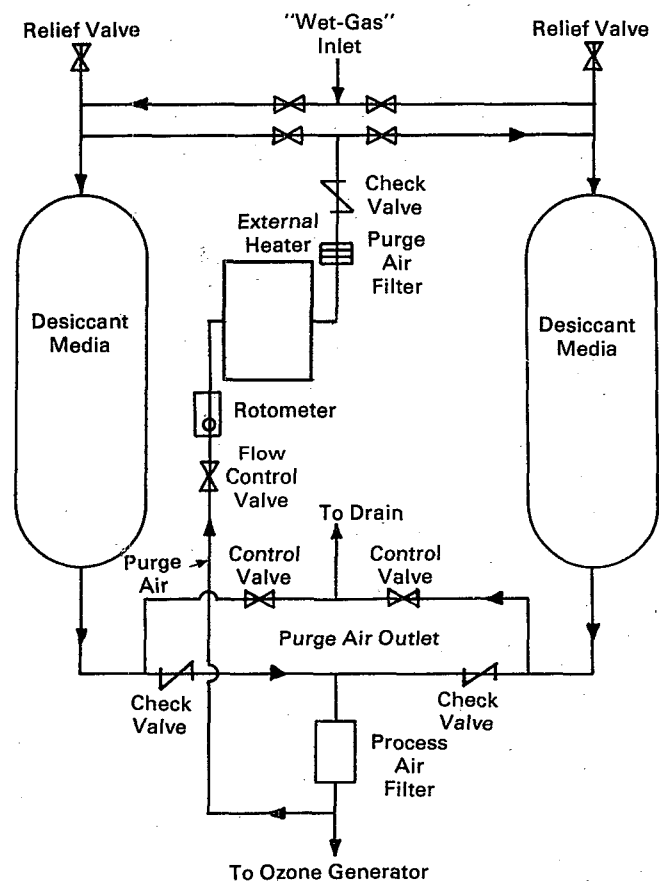 Relief Valve
"Wet-Gas"
Inlet
Relief Valve
Check
Valve
External
Heater
Purge
Air
Filter
Desiccant
Media
Desiccant
Media
Rotometer
Flow
Control
Valve
To Drain
Purge
Air
Control
Valve
Control
Valve
Purge Air Outlet
Check
Valve
Check
Valve
Process
Air
Filter
To Ozone Generator